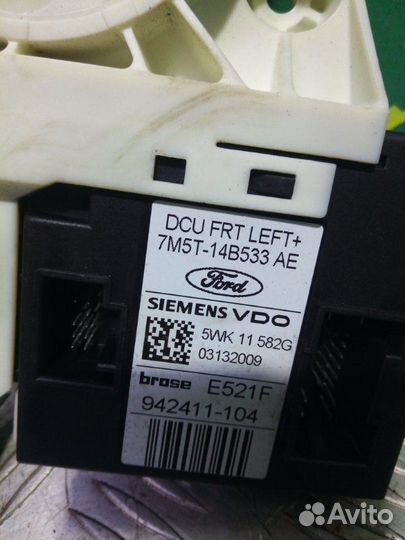 DCU FRT LEFT+
7M5T-14B533 AE
Ford
SIEMENS VDO
5WK 11 582G
03132009
brose E521F
942411-104
Avito